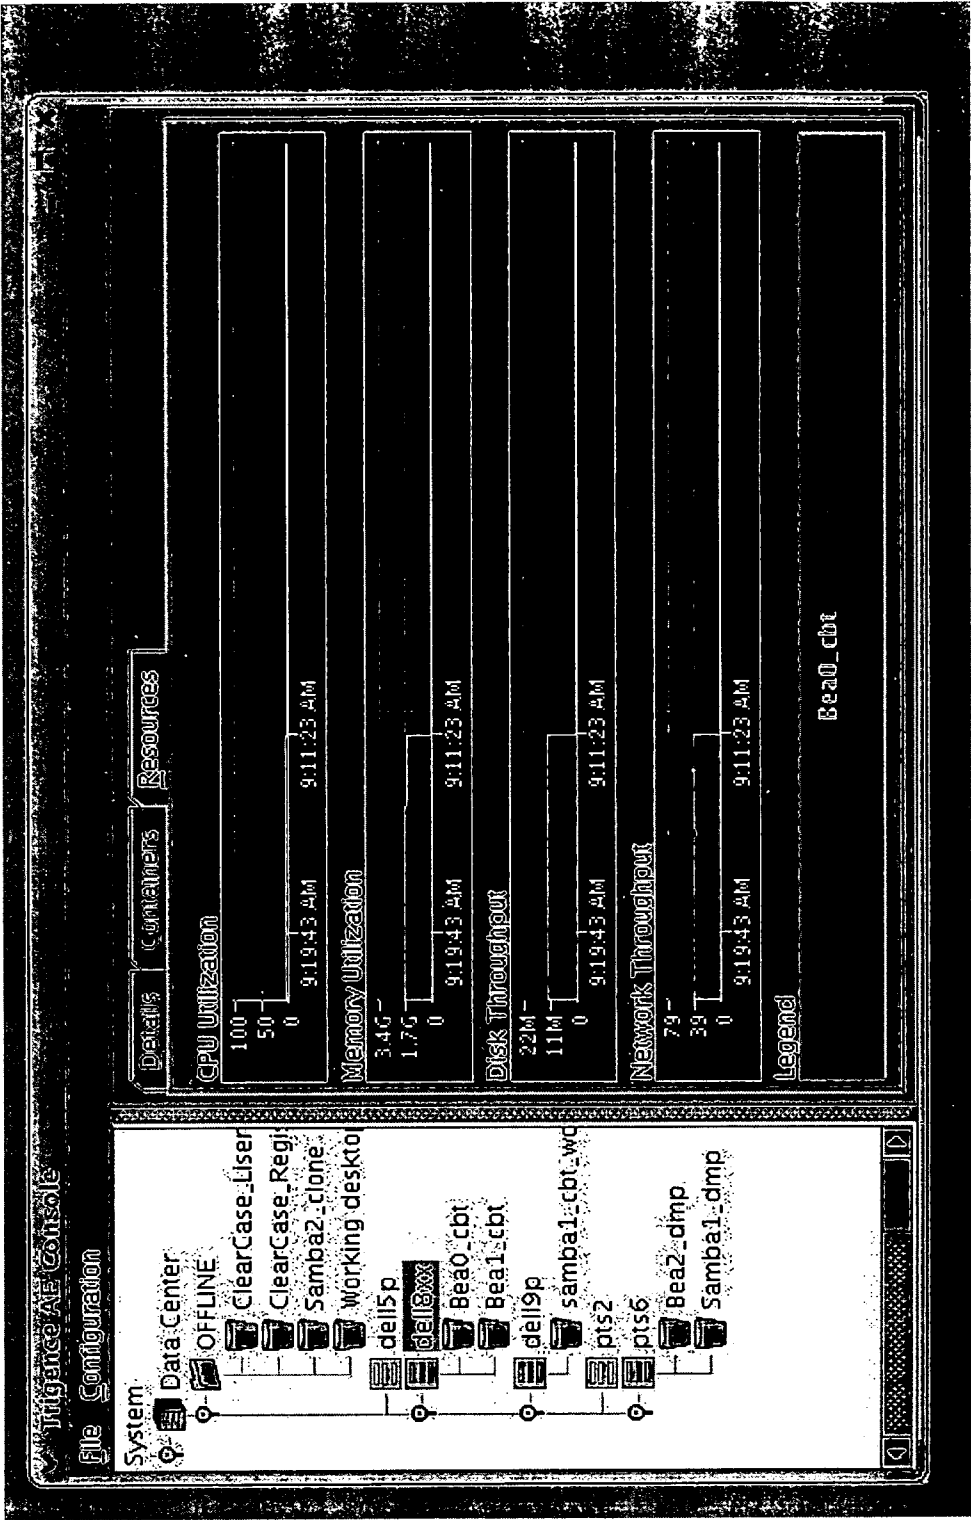 Trigence AE Console
File Configuration
System
Data Center
OFFLINE
ClearCase_User
ClearCase_Regis
Samba2_clone
Working deskto
dell5p
dell8xx
Bea0_cbt
Bea1_cbt
dell9p
samba1_cbt_wo
pts2
pts6
Bea2_dmp
Samba1_dmp
Details Containers Resources
CPU Utilization
100
50
0
9:19:43 AM 9:11:23 AM
Memory Utilization
3.4G
1.7G
0
9:19:43 AM 9:11:23 AM
Disk Throughput
22M
11M
0
9:19:43 AM 9:11:23 AM
Network Throughput
79
39
0
9:19:43 AM 9:11:23 AM
Legend
Bea0_cbt